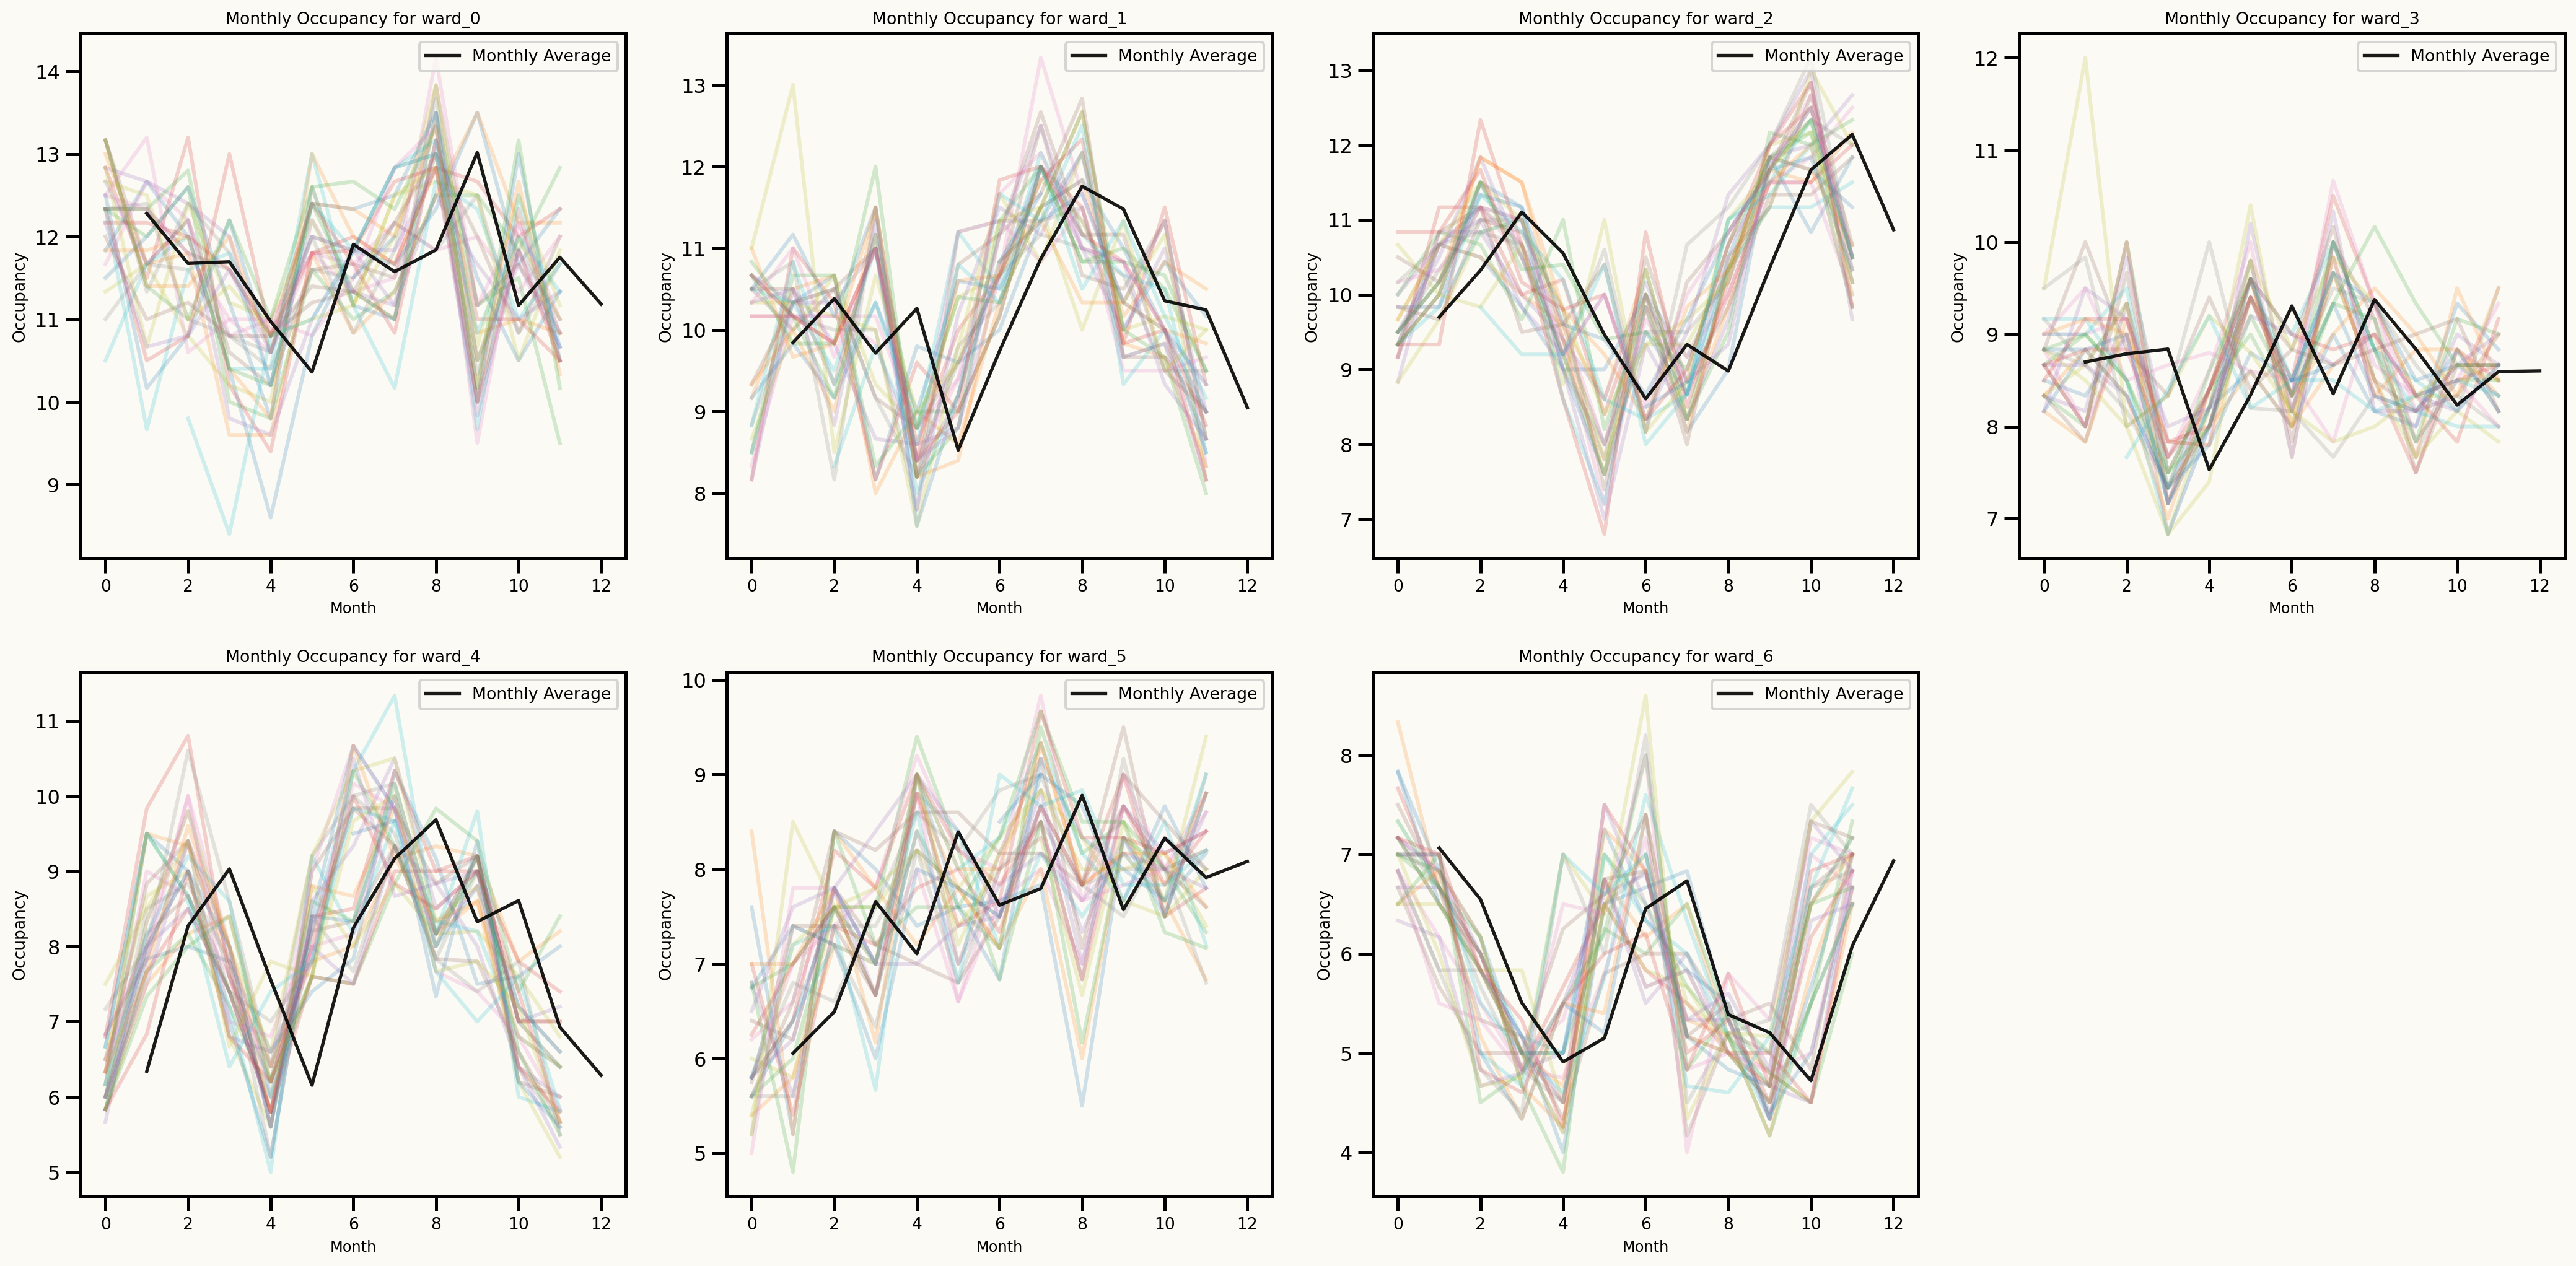 Monthly Occupancy for ward_0
Monthly Average
Occupancy
14
13
12
11
10
9
0 2 4 6 8 10 12
Month
Monthly Occupancy for ward_1
Monthly Average
Occupancy
13
12
11
10
9
8
0 2 4 6 8 10 12
Month
Monthly Occupancy for ward_2
Monthly Average
Occupancy
13
12
11
10
9
8
7
0 2 4 6 8 10 12
Month
Monthly Occupancy for ward_3
Monthly Average
Occupancy
12
11
10
9
8
7
0 2 4 6 8 10 12
Month
Monthly Occupancy for ward_4
Monthly Average
Occupancy
11
10
9
8
7
6
5
0 2 4 6 8 10 12
Month
Monthly Occupancy for ward_5
Monthly Average
Occupancy
10
9
8
7
6
5
0 2 4 6 8 10 12
Month
Monthly Occupancy for ward_6
Monthly Average
Occupancy
8
7
6
5
4
0 2 4 6 8 10 12
Month